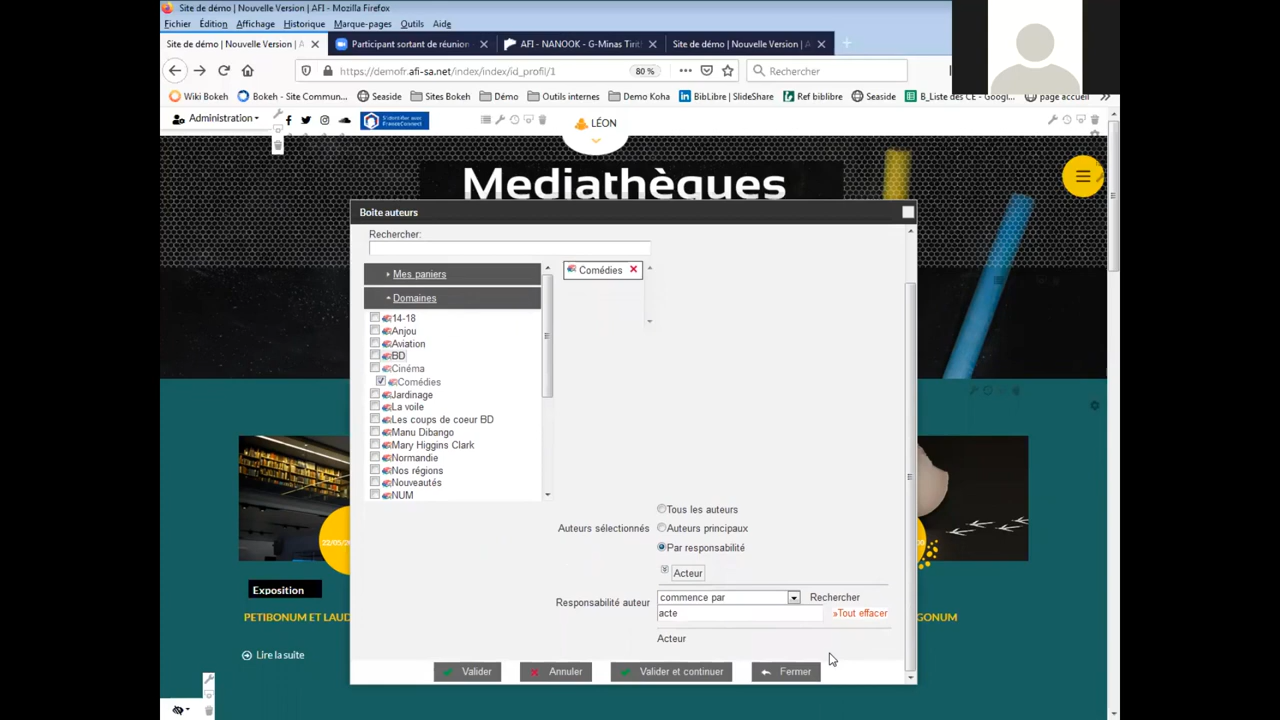 Site de démo | Nouvelle Version | AFI - Mozilla Firefox
Fichier Édition Affichage Historique Marque-pages Outils Aide
Site de démo | Nouvelle Version | A
Participant sortant de réunion
AFI - NANOOK - G-Minas Tirit
Site de démo | Nouvelle Version | A
https://demofr.afi-sa.net/index/index/id_profil/1
80 %
Rechercher
Wiki Bokeh
Bokeh - Site Commun...
Seaside
Sites Bokeh
Démo
Outils internes
Demo Koha
BibLibre | SlideShare
Ref biblibre
Seaside
B_Liste des CE - Googl...
page accueil
Administration
LÉON
Mediathèques
Boite auteurs
Rechercher:
Mes paniers
Comédies
Domaines
14-18
Anjou
Aviation
BD
Cinéma
Comédies
Jardinage
La voile
Les coups de coeur BD
Manu Dibango
Mary Higgins Clark
Normandie
Nos régions
Nouveautés
NUM
Tous les auteurs
Auteurs sélectionnés
Auteurs principaux
Par responsabilité
Acteur
Responsabilité auteur
commence par
Rechercher
acte
»Tout effacer
Acteur
Valider
Annuler
Valider et continuer
Fermer
22/05/
Exposition
PETIBONUM ET LAUD
GONUM
Lire la suite